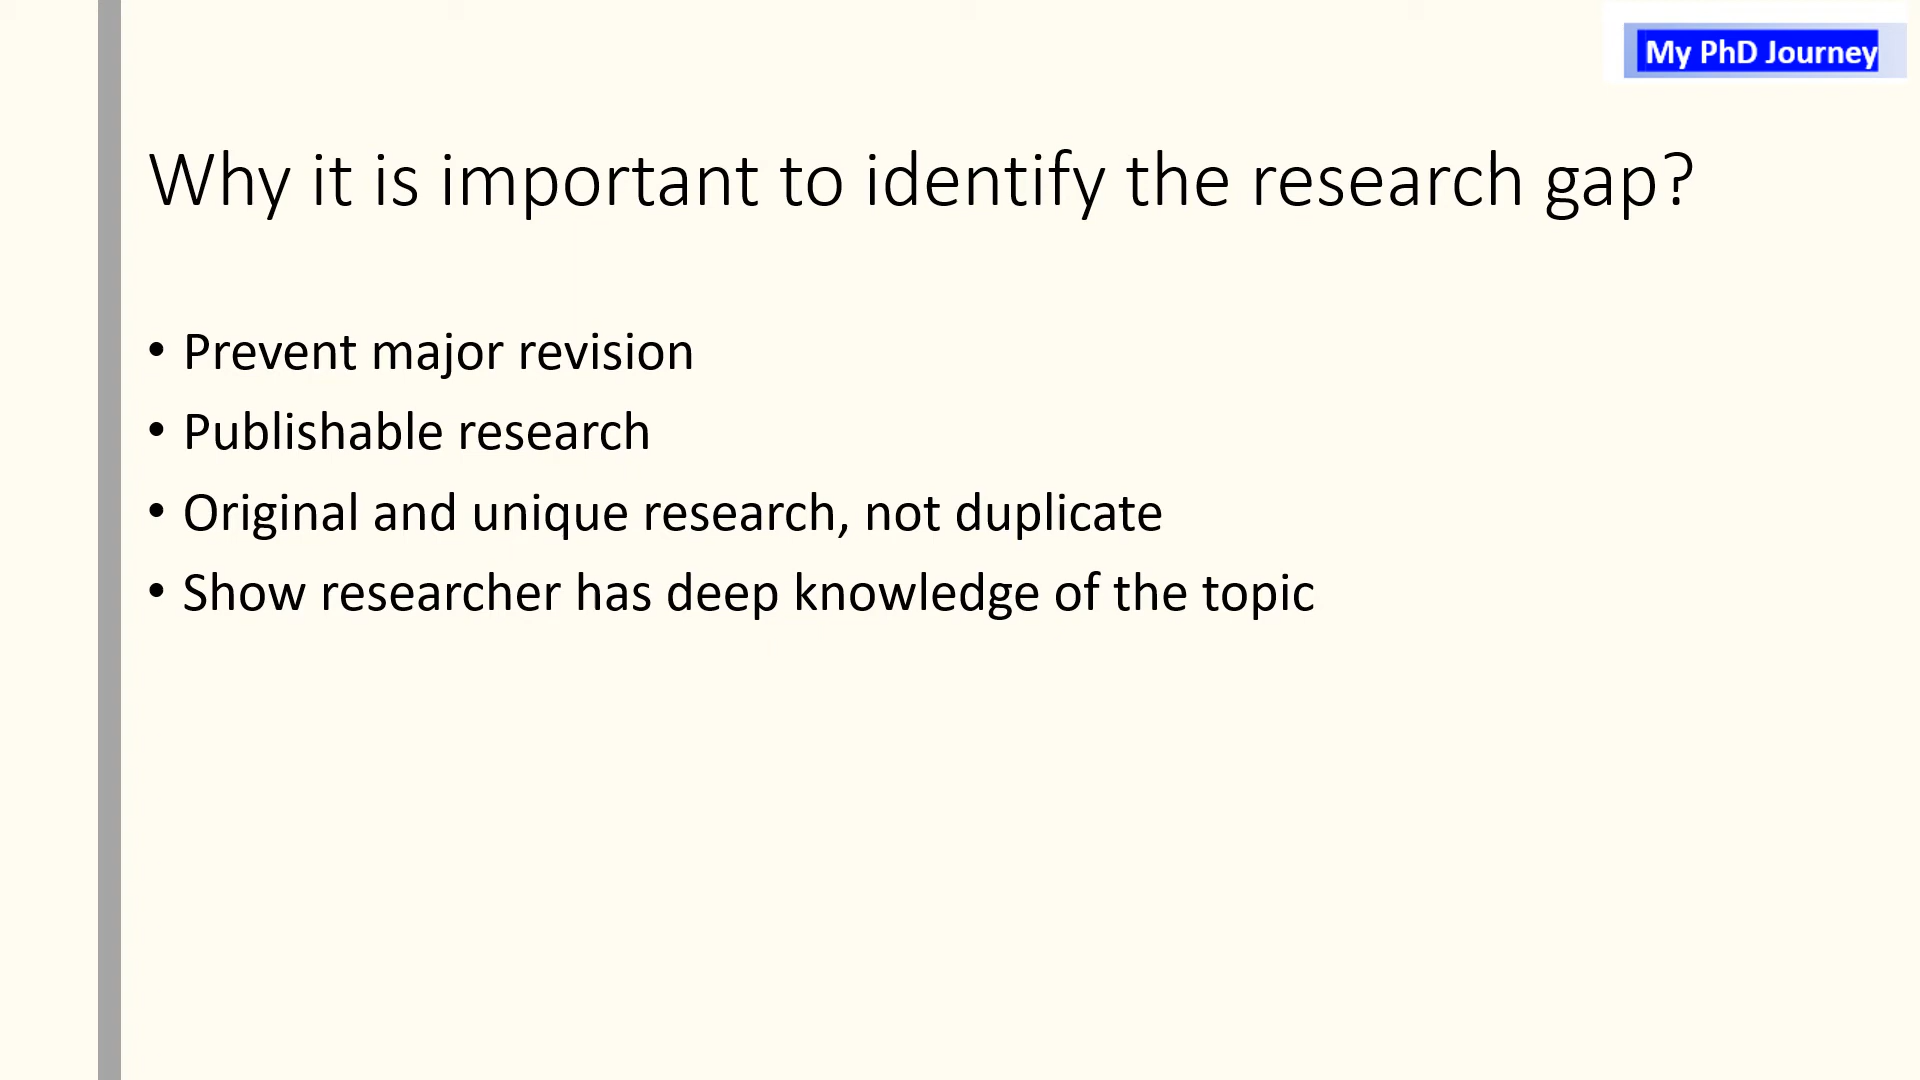 My PhD Journey
Why it is important to identify the research gap?
• Prevent major revision
• Publishable research
• Original and unique research, not duplicate
• Show researcher has deep knowledge of the topic